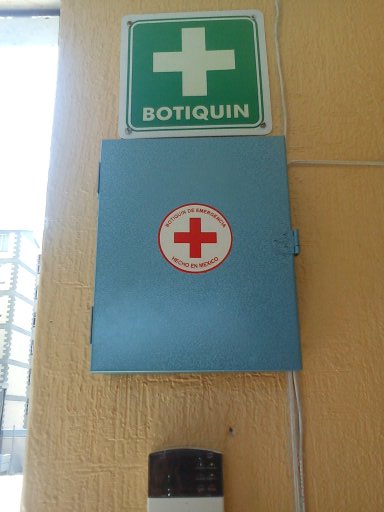 BOTIQUIN
BOTIQUIN DE EMERGENCIA
HECHO EN MEXICO